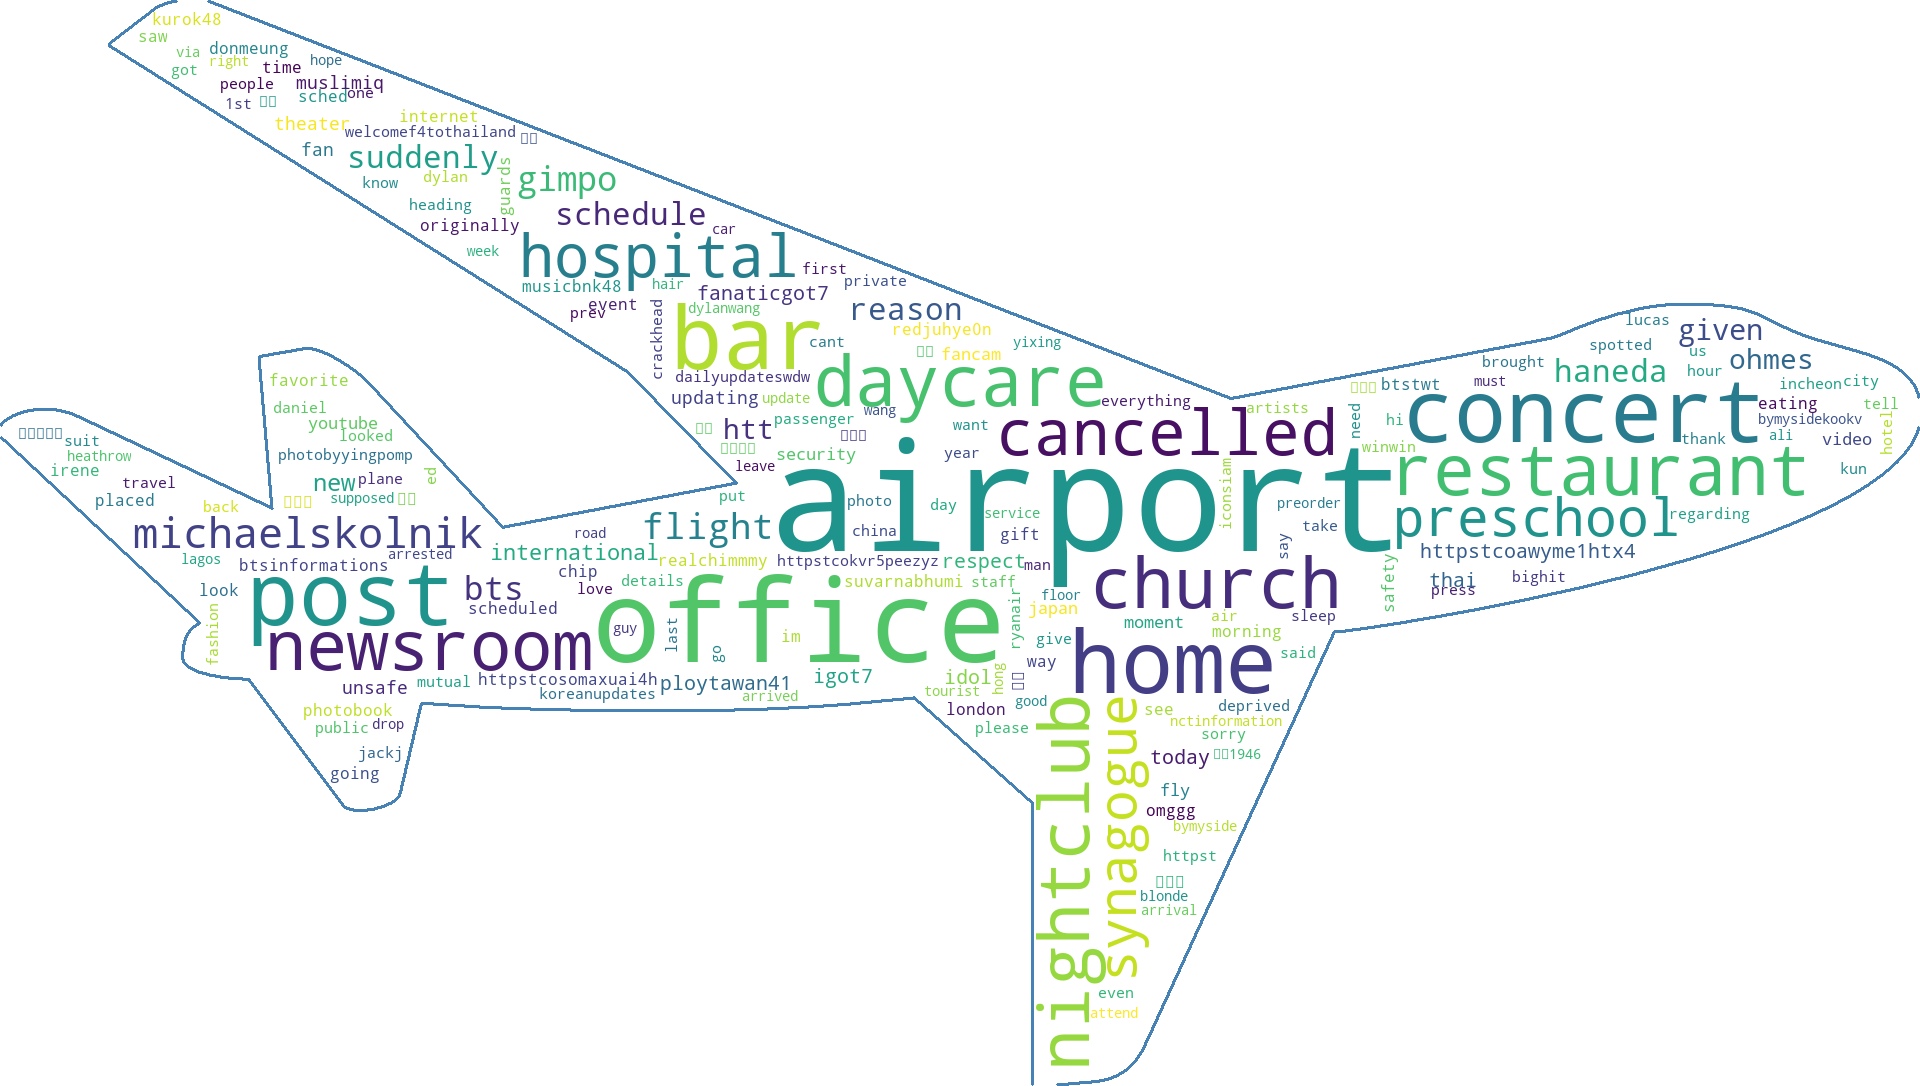 kurok48
saw
via
donmeung
right
hope
got
time
people
muslimiq
1st
sched
one
theater
internet
welcomef4tothailand
fan
suddenly
know
dylan
guards
gimpo
heading
originally
schedule
car
week
hospital
first
musicbnk48
hair
private
fanaticgot7
event
prev
crackhead
dylanwang
reason
redjuhye0n
bar
cant
fancam
yixing
dailyupdateswdw
daycare
updating
update
everything
passenger
wang
htt
want
cancelled
artists
security
year
leave
need
airport
put
photo
day
service
iconsiam
preorder
lucas
given
spotted
us
ohmes
brought
must
haneda
hour
incheon
city
btstwt
concert
eating
tell
hi
bymysidekookv
hotel
thank
ali
video
winwin
restaurant
kun
preschool
regarding
httpstcoawyme1htx4
thai
press
bighit
safety
favorite
daniel
youtube
looked
photobyyingpomp
suit
heathrow
irene
travel
placed
new
plane
ed
supposed
back
michaelskolnik
flight
road
china
gift
take
say
lagos
arrested
international
realchimmmy
httpstcokvr5peezyz
respect
man
btsinformations
chip
details
suvarnabhumi
staff
church
look
post
bts
love
floor
scheduled
office
ryanair
japan
air
sleep
fashion
newsroom
guy
last
go
im
give
moment
morning
way
home
said
unsafe
mutual
httpstcosomaxuai4h
koreanupdates
ploytawan41
igot7
idol
hong
arrived
tourist
good
london
please
photobook
public
drop
jackj
going
nightclub
synagogue
see
deprived
nctinformation
sorry
today
1946
fly
omggg
bymyside
httpst
blonde
arrival
even
attend